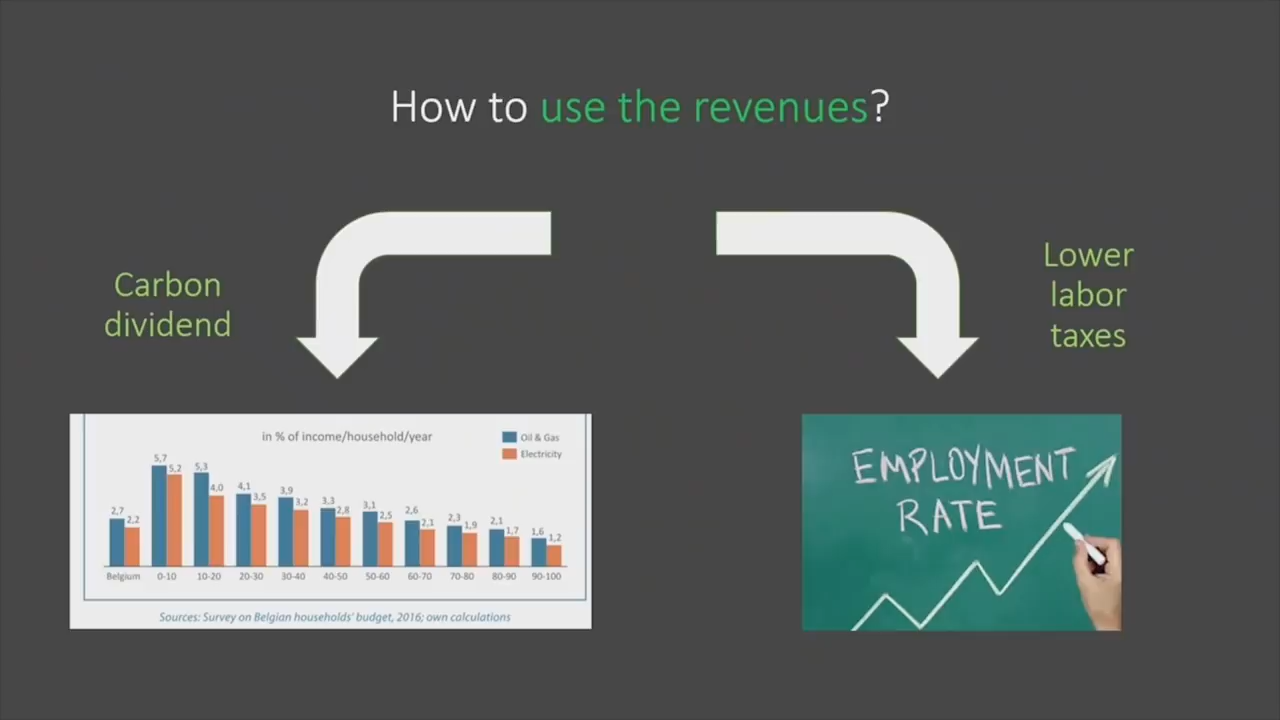 How to use the revenues?
Carbon
dividend
Lower
labor
taxes
in % of income/household/year
Oil & Gas
Electricity
5,7
5,2
5,3
4,0
4,1
3,5
3,9
3,2
3,3
2,8
3,1
2,5
2,6
2,1
2,3
1,9
2,1
1,7
1,6
1,2
2,7
2,2
Belgium 0-10 10-20 20-30 30-40 40-50 50-60 60-70 70-80 80-90 90-100
Sources: Survey on Belgian households' budget, 2016; own calculations
EMPLOYMENT
RATE